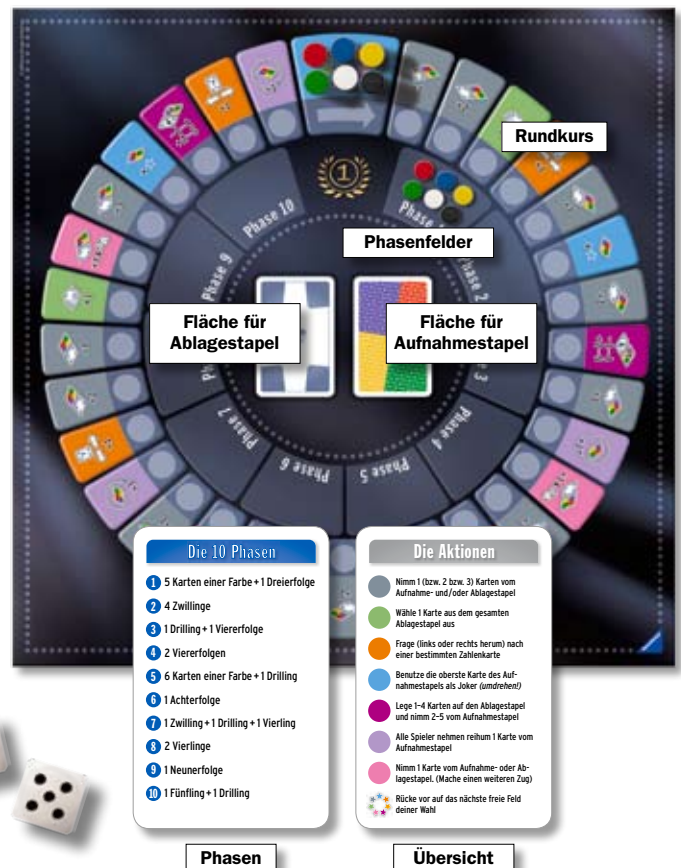 1
Rundkurs
Phase 10
Phasenfelder
Phase 9
Phase 2
Fläche für
Ablagestapel
Fläche für
Aufnahmestapel
3
Phase 7
Phase 4
Phase 6
Phase 5
Die 10 Phasen
1 5 Karten einer Farbe + 1 Dreierfolge
2 4 Zwillinge
3 1 Drilling + 1 Viererfolge
4 2 Viererfolgen
5 6 Karten einer Farbe + 1 Drilling
6 1 Achterfolge
7 1 Zwilling + 1 Drilling + 1 Vierling
8 2 Vierlinge
9 1 Neunerfolge
10 1 Fünfling + 1 Drilling
Die Aktionen
Nimm 1 (bzw. 2 bzw. 3) Karten vom
Aufnahme- und/oder Ablagestapel
Wähle 1 Karte aus dem gesamten
Ablagestapel aus
Frage (links oder rechts herum) nach
einer bestimmten Zahlenkarte
Benutze die oberste Karte des Auf-
nahmestapels als Joker (umdrehen!)
Lege 1-4 Karten auf den Ablagestapel
und nimm 2-5 vom Aufnahmestapel
Alle Spieler nehmen reihum 1 Karte vom
Aufnahmestapel
Nimm 1 Karte vom Aufnahme- oder Ab-
lagestapel. (Mache einen weiteren Zug)
Rücke vor auf das nächste freie Feld
deiner Wahl
Phasen
Übersicht